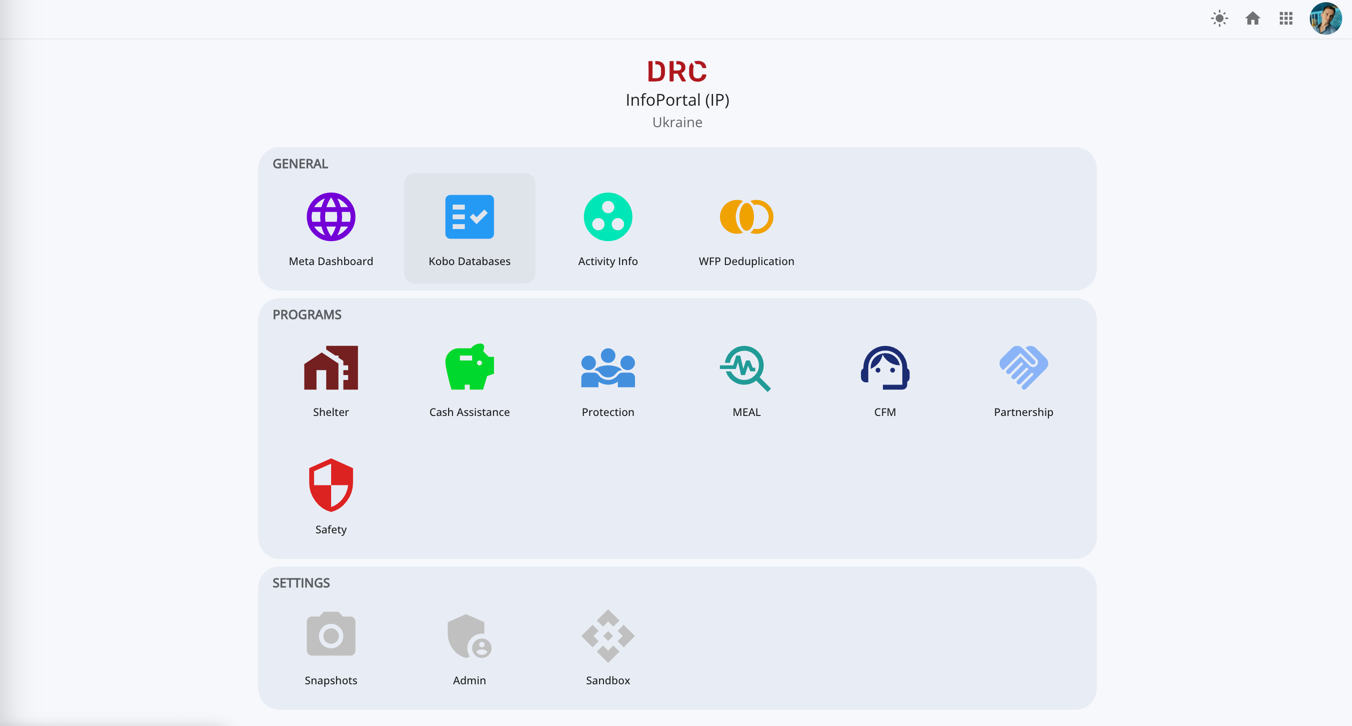 DRC
InfoPortal (IP)
Ukraine
GENERAL
Meta Dashboard
Kobo Databases
Activity Info
WFP Deduplication
PROGRAMS
Shelter
Cash Assistance
Protection
MEAL
CFM
Partnership
Safety
SETTINGS
Snapshots
Admin
Sandbox